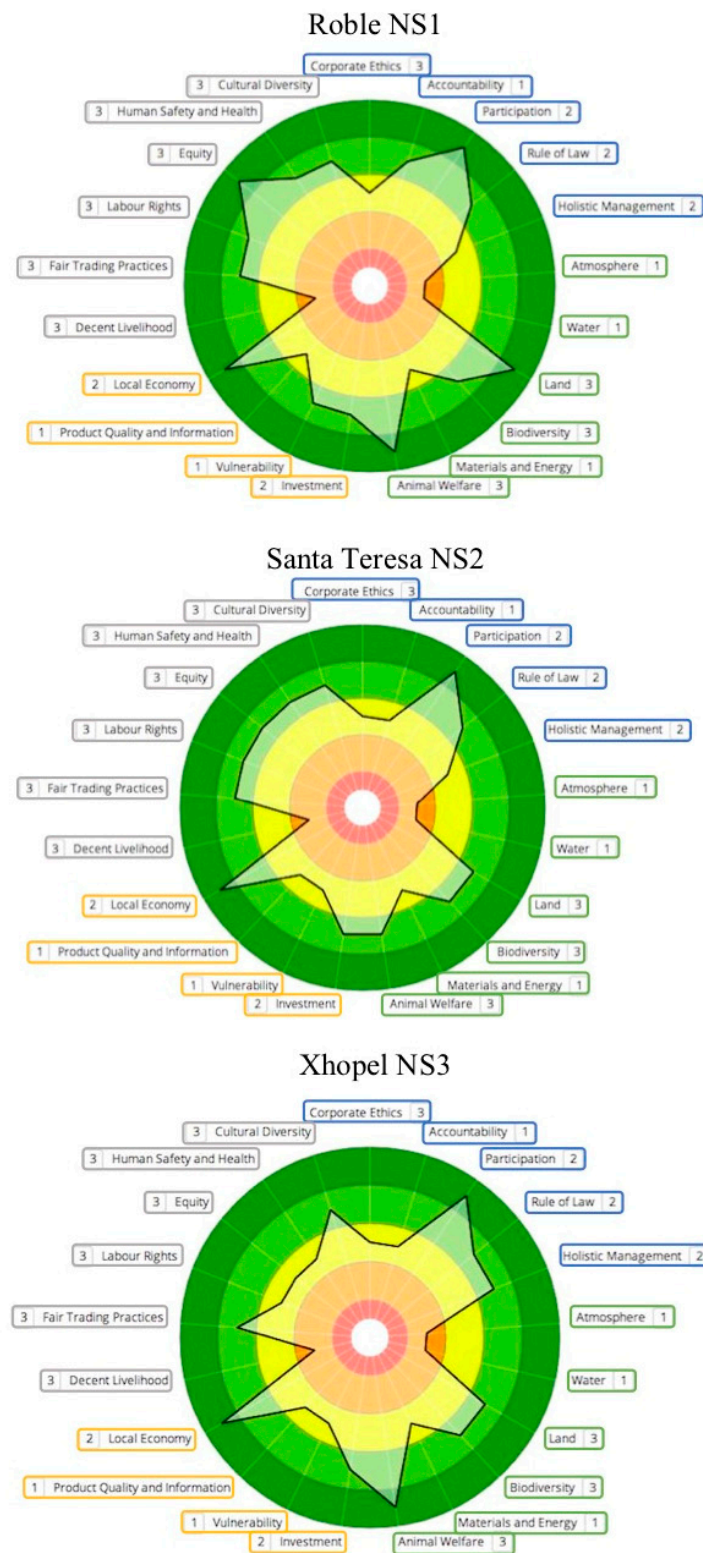 Roble NS1
Corporate Ethics 3
3 Cultural Diversity
Accountability 1
3 Human Safety and Health
Participation 2
3 Equity
Rule of Law 2
3 Labour Rights
Holistic Management 2
3 Fair Trading Practices
Atmosphere 1
3 Decent Livelihood
Water 1
2 Local Economy
Land 3
1 Product Quality and Information
Biodiversity 3
1 Vulnerability
Materials and Energy 1
2 Investment
Animal Welfare 3
Santa Teresa NS2
Corporate Ethics 3
3 Cultural Diversity
Accountability 1
3 Human Safety and Health
Participation 2
3 Equity
Rule of Law 2
3 Labour Rights
Holistic Management 2
3 Fair Trading Practices
Atmosphere 1
3 Decent Livelihood
Water 1
2 Local Economy
Land 3
1 Product Quality and Information
Biodiversity 3
1 Vulnerability
Materials and Energy 1
2 Investment
Animal Welfare 3
Xhopel NS3
Corporate Ethics 3
3 Cultural Diversity
Accountability 1
3 Human Safety and Health
Participation 2
3 Equity
Rule of Law 2
3 Labour Rights
Holistic Management 2
3 Fair Trading Practices
Atmosphere 1
3 Decent Livelihood
Water 1
2 Local Economy
Land 3
1 Product Quality and Information
Biodiversity 3
1 Vulnerability
Materials and Energy 1
2 Investment
Animal Welfare 3